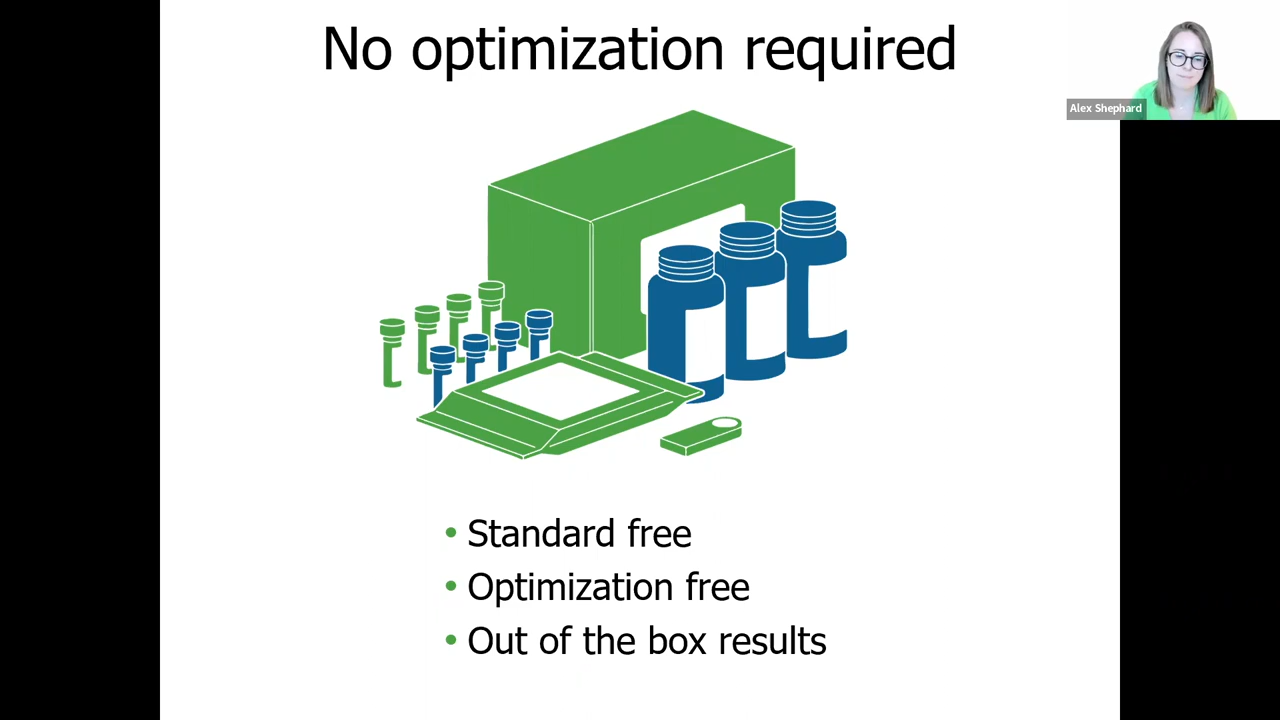 No optimization required
Alex Shephard
• Standard free
• Optimization free
• Out of the box results